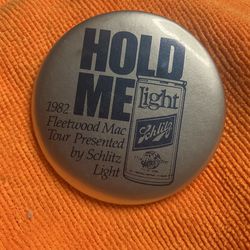 HOLD
ME
1982
Fleetwood Mac
Tour Presented
by Schlitz
Light
Light
Schlitz